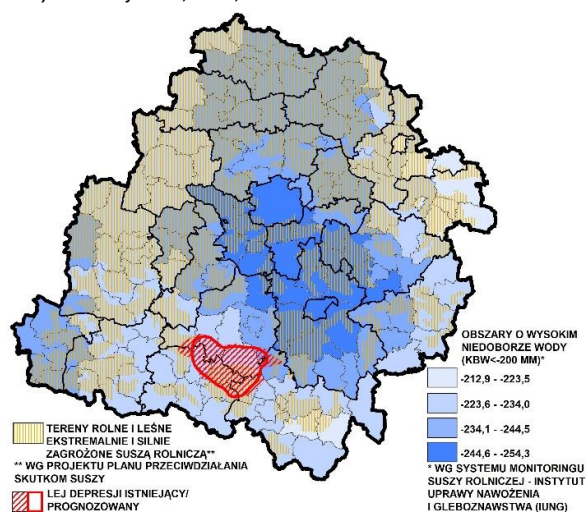 OBSZARY O WYSOKIM
NIEDOBORZE WODY
(KBW<-200 MM)*
-212,9 - -223,5
-223,6 - -234,0
-234,1 - -244,5
-244,6 - -254,3
* WG SYSTEMU MONITORINGU
SUSZY ROLNICZEJ - INSTYTUT
UPRAWY NAWOŻENIA
I GLEBOZNAWSTWA (IUNG)
TERENY ROLNE I LEŚNE
EKSTREMALNIE I SILNIE
ZAGROŻONE SUSZĄ ROLNICZĄ**
** WG PROJEKTU PLANU PRZECIWDZIAŁANIA
SKUTKOM SUSZY
LEJ DEPRESJI ISTNIEJĄCY/
PROGNOZOWANY